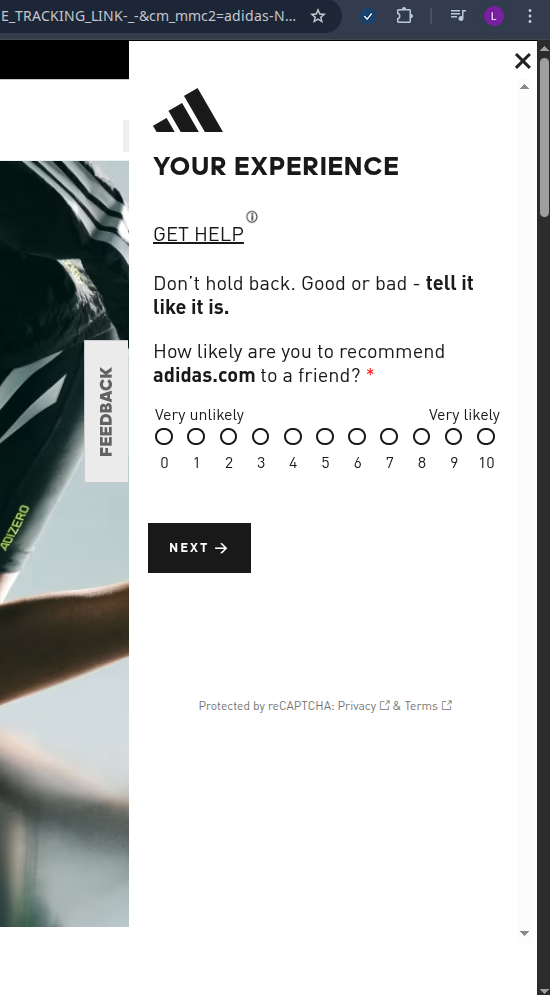 E_TRACKING_LINK-_-&cm_mmc2=adidas-N...
L
YOUR EXPERIENCE
GET HELP
Don’t hold back. Good or bad - tell it
like it is.
How likely are you to recommend
adidas.com to a friend? *
Very unlikely Very likely
0 1 2 3 4 5 6 7 8 9 10
NEXT →
Protected by reCAPTCHA: Privacy & Terms
FEEDBACK
ADIZERO